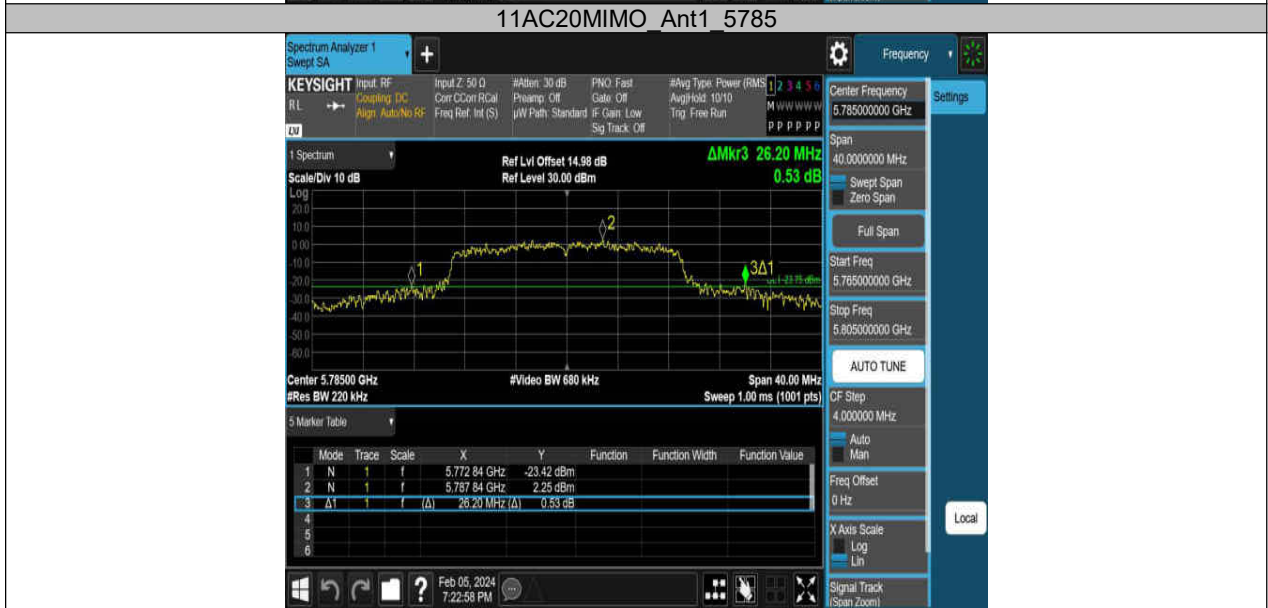 11AC20MIMO_Ant1_5785
Spectrum Analyzer 1
Swept SA
+
Frequency
KEYSIGHT Input: RF Input Z: 50 Ω #Atten: 30 dB PNO: Fast #Avg Type: Power (RMS 1 2 3 4 5 6
RL Coupling: DC Corr CCorr RCal Preamp: Off Gate: Off Avg|Hold: 10/10 M W W W W W
Align: Auto/No RF Freq Ref: Int (S) µW Path: Standard IF Gain: Low Trig: Free Run
Sig Track: Off P P P P P P
LXI
Center Frequency
5.785000000 GHz
Settings
1 Spectrum
Ref Lvl Offset 14.98 dB
ΔMkr3 26.20 MHz
Scale/Div 10 dB
Ref Level 30.00 dBm
0.53 dB
Span
40.0000000 MHz
Swept Span
Zero Span
Full Span
Start Freq
5.765000000 GHz
Stop Freq
5.805000000 GHz
AUTO TUNE
CF Step
4.000000 MHz
Auto
Man
Freq Offset
0 Hz
X Axis Scale
Log
Lin
Signal Track
(Span Zoom)
Local
Log
20.0
10.0
0.00
-10.0
-20.0
-30.0
-40.0
-50.0
-60.0
1
2
3Δ1
DL1 -23.75 dBm
Center 5.78500 GHz #Video BW 680 kHz Span 40.00 MHz
#Res BW 220 kHz Sweep 1.00 ms (1001 pts)
5 Marker Table
Mode Trace Scale X Y Function Function Width Function Value
1 N 1 f 5.772 84 GHz -23.42 dBm
2 N 1 f 5.787 84 GHz 2.25 dBm
3 Δ1 1 f (Δ) 26.20 MHz (Δ) 0.53 dB
4
5
6
?
Feb 05, 2024
7:22:58 PM